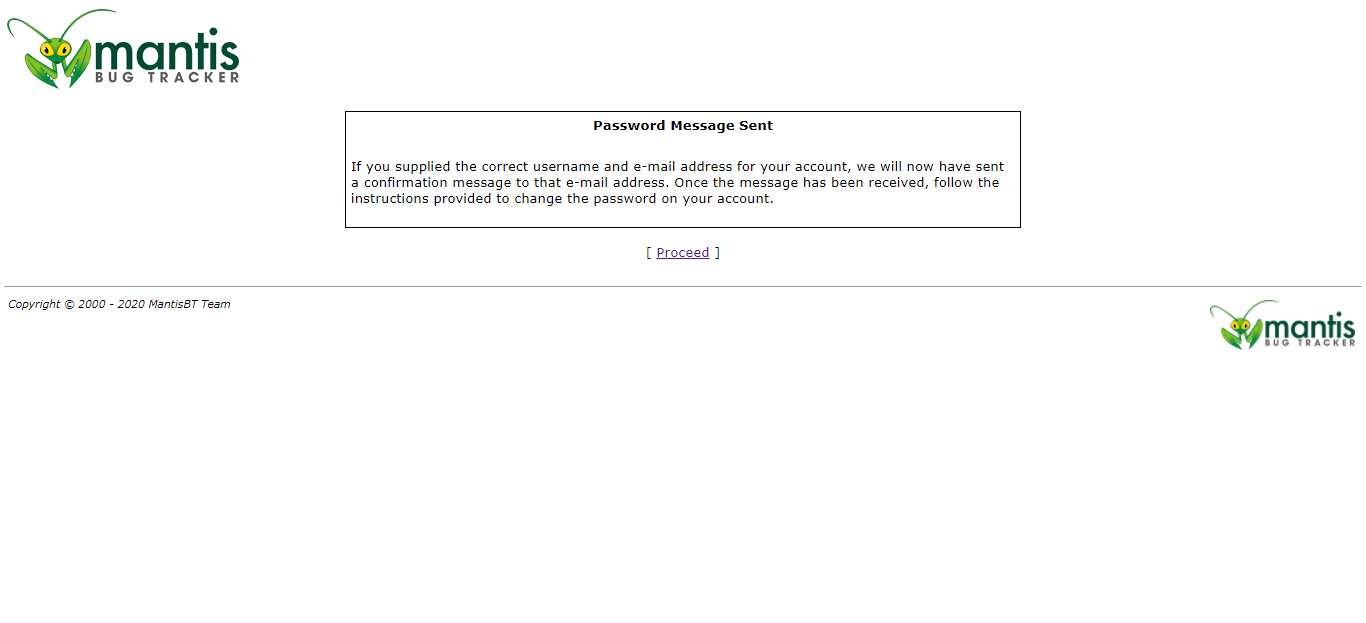 mantis
BUG TRACKER
Password Message Sent
If you supplied the correct username and e-mail address for your account, we will now have sent
a confirmation message to that e-mail address. Once the message has been received, follow the
instructions provided to change the password on your account.
[ Proceed ]
Copyright © 2000 - 2020 MantisBT Team
mantis
BUG TRACKER